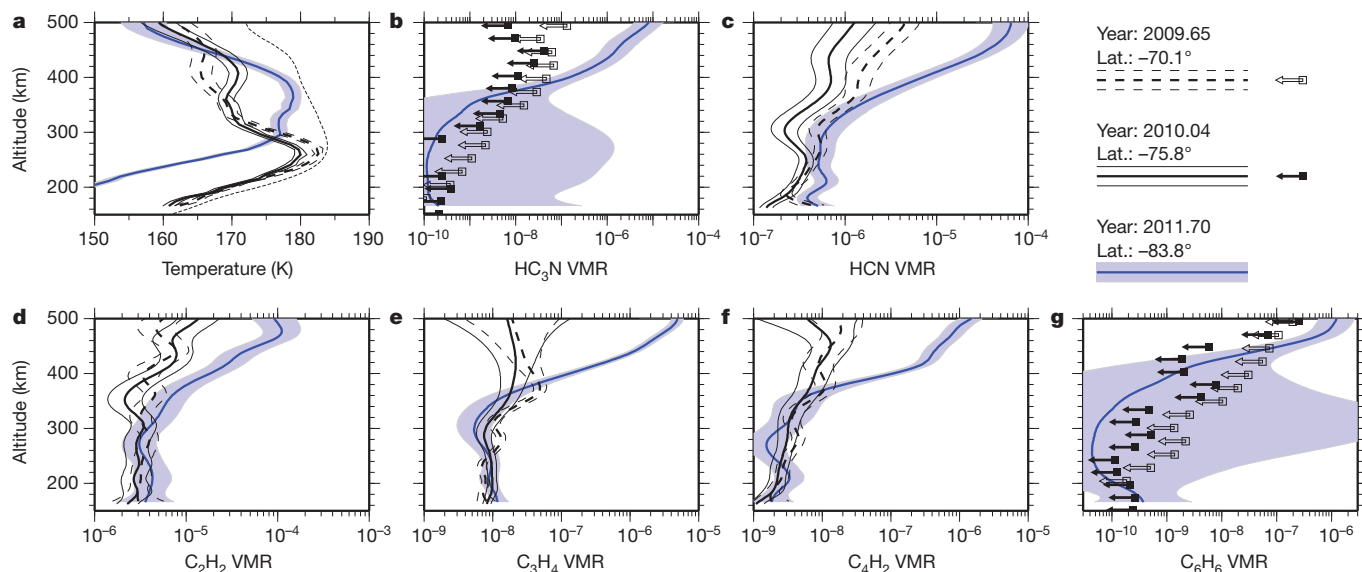 a
b
c
500
400
300
200
Altitude (km)
150 160 170 180 190
Temperature (K)
10⁻¹⁰ 10⁻⁸ 10⁻⁶ 10⁻⁴
HC₃N VMR
10⁻⁷ 10⁻⁶ 10⁻⁵ 10⁻⁴
HCN VMR
Year: 2009.65
Lat.: –70.1°
Year: 2010.04
Lat.: –75.8°
Year: 2011.70
Lat.: –83.8°
d
e
f
g
500
400
300
200
Altitude (km)
10⁻⁶ 10⁻⁵ 10⁻⁴ 10⁻³
C₂H₂ VMR
10⁻⁹ 10⁻⁸ 10⁻⁷ 10⁻⁶ 10⁻⁵
C₃H₄ VMR
10⁻⁹ 10⁻⁸ 10⁻⁷ 10⁻⁶ 10⁻⁵
C₄H₂ VMR
10⁻¹⁰ 10⁻⁹ 10⁻⁸ 10⁻⁷ 10⁻⁶
C₆H₆ VMR